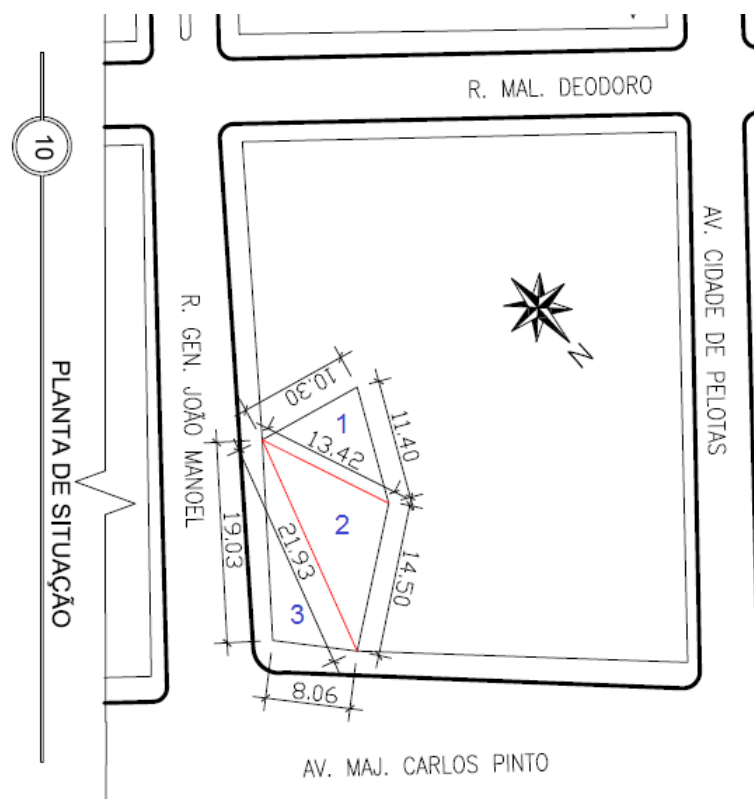 R. MAL. DEODORO
10
AV. CIDADE DE PELOTAS
N
R. GEN. JOÃO MANOEL
PLANTA DE SITUAÇÃO
10.30
1
11.40
13.42
2
19.03
21.93
14.50
3
8.06
AV. MAJ. CARLOS PINTO